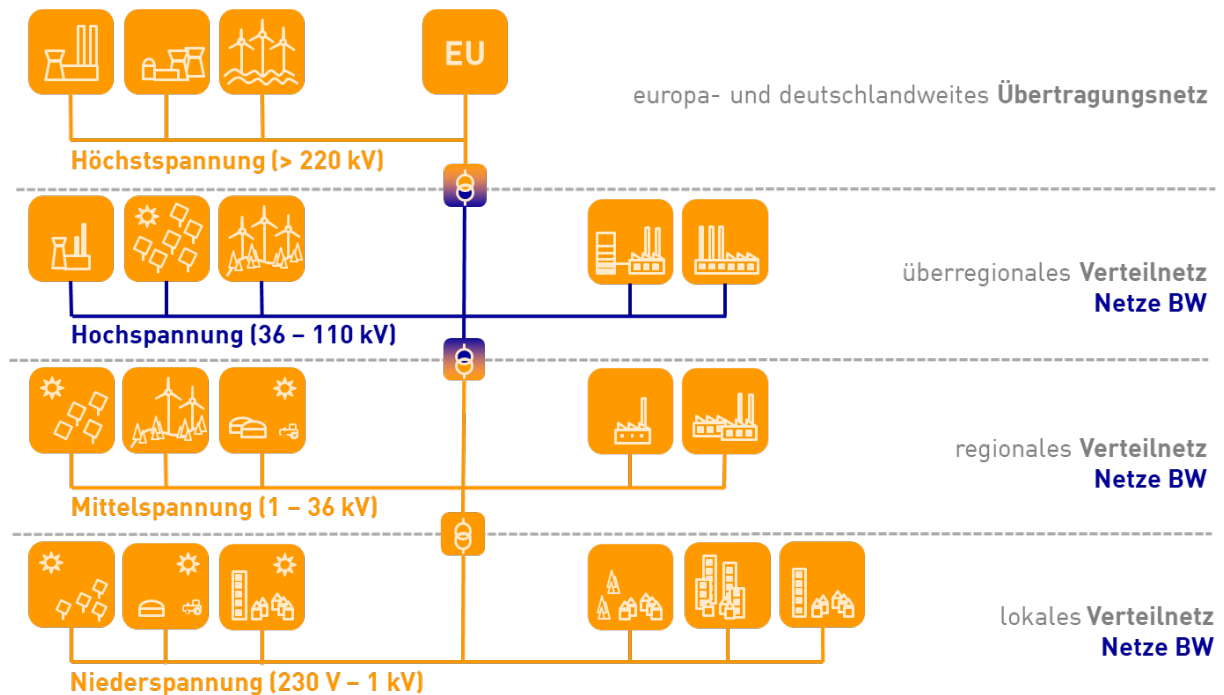 EU
europa- und deutschlandweites Übertragungsnetz
Höchstspannung (> 220 kV)
überregionales Verteilnetz
Netze BW
Hochspannung (36 – 110 kV)
regionales Verteilnetz
Netze BW
Mittelspannung (1 – 36 kV)
lokales Verteilnetz
Netze BW
Niederspannung (230 V – 1 kV)